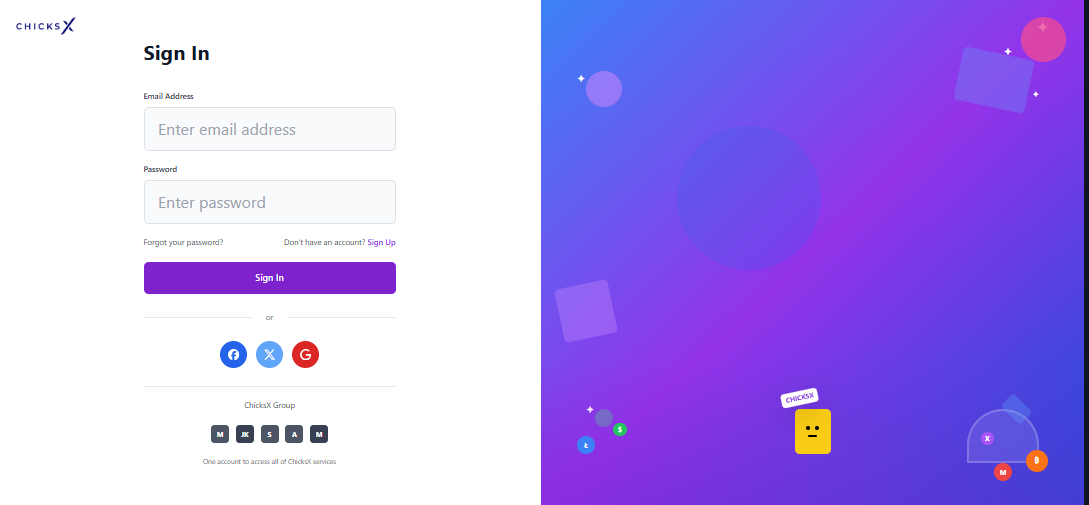 CHICKSX
Sign In
Email Address
Enter email address
Password
Enter password
Forgot your password? Don't have an account? Sign Up
Sign In
or
ChicksX Group
M JK S A M
One account to access all of ChicksX services
CHICKSX
$
Ł
X
₿
M